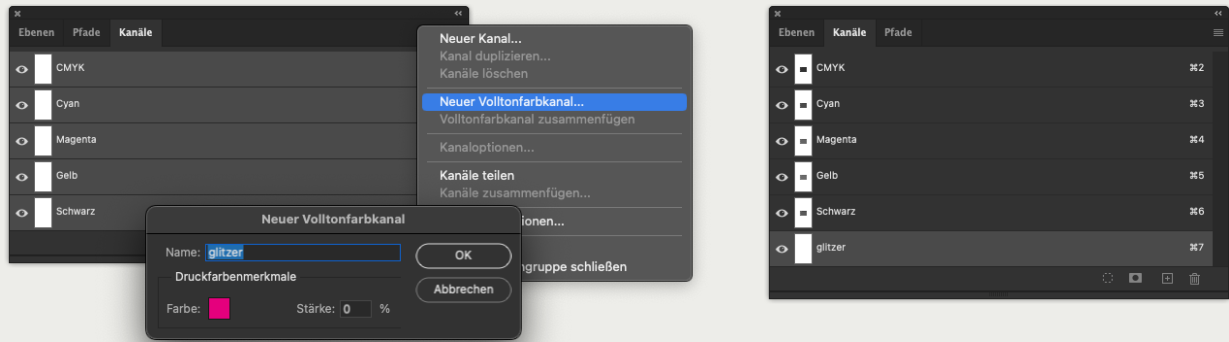 Ebenen Pfade Kanäle
CMYK
Cyan
Magenta
Gelb
Schwarz
Neuer Kanal...
Kanal duplizieren...
Kanäle löschen
Neuer Volltonfarbkanal...
Volltonfarbkanal zusammenfügen
Kanaloptionen...
Kanäle teilen
Kanäle zusammenfügen...
ionen...
ngruppe schließen
Neuer Volltonfarbkanal
Name: glitzer
OK
Druckfarbenmerkmale
Abbrechen
Farbe: Stärke: 0 %
Ebenen Kanäle Pfade
CMYK ⌘2
Cyan ⌘3
Magenta ⌘4
Gelb ⌘5
Schwarz ⌘6
glitzer ⌘7